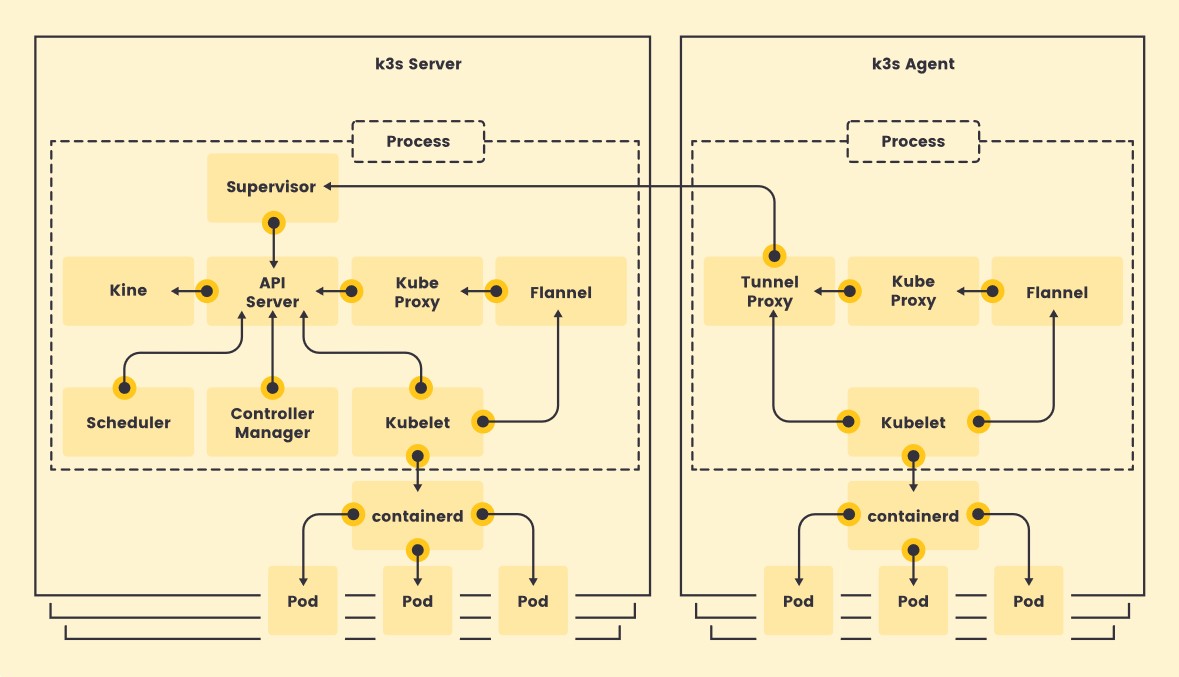 k3s Server
Process
Supervisor
Kine
API
Server
Kube
Proxy
Flannel
Scheduler
Controller
Manager
Kubelet
containerd
Pod
Pod
Pod
k3s Agent
Process
Tunnel
Proxy
Kube
Proxy
Flannel
Kubelet
containerd
Pod
Pod
Pod